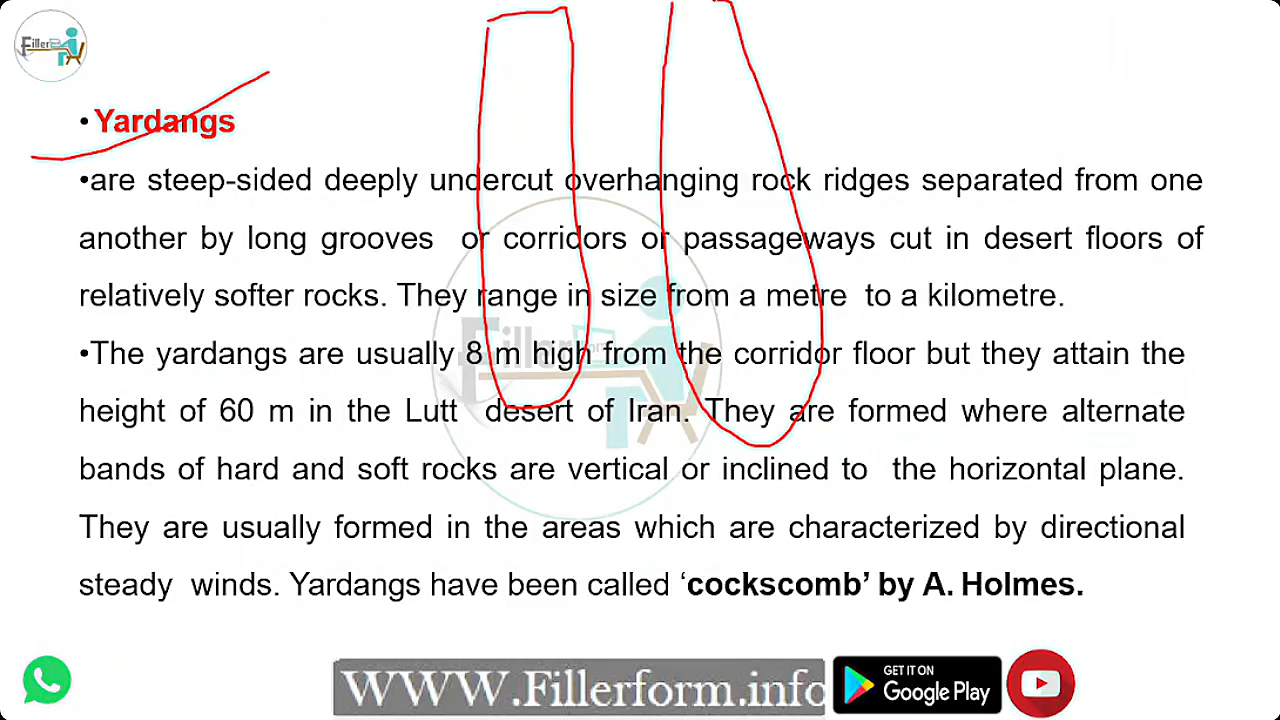 Filler
• Yardangs
•are steep-sided deeply undercut overhanging rock ridges separated from one
another by long grooves or corridors or passageways cut in desert floors of
relatively softer rocks. They range in size from a metre to a kilometre.
•The yardangs are usually 8 m high from the corridor floor but they attain the
height of 60 m in the Lutt desert of Iran. They are formed where alternate
bands of hard and soft rocks are vertical or inclined to the horizontal plane.
They are usually formed in the areas which are characterized by directional
steady winds. Yardangs have been called ‘cockscomb’ by A. Holmes.
WWW.Fillerform.info
GET IT ON
Google Play